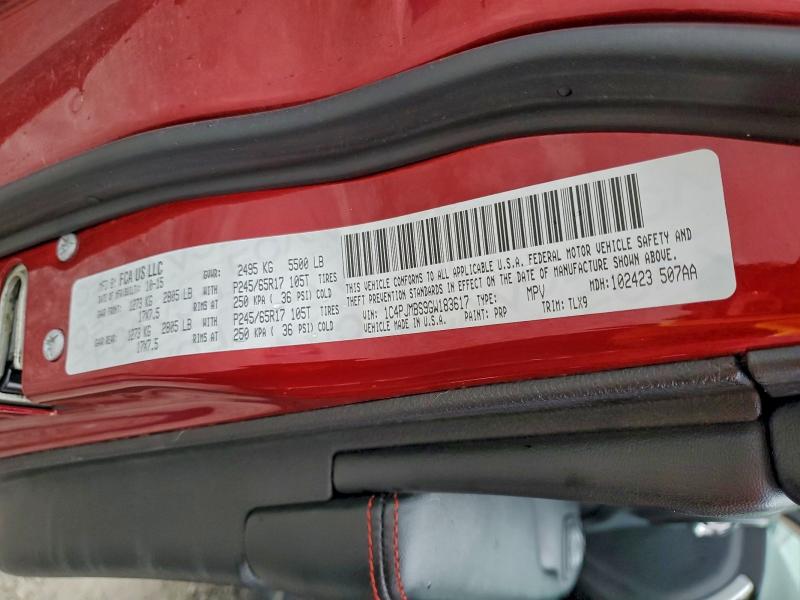 MFD BY: FCA US LLC
DATE OF MFR: 10-15 GVWR: 2495 KG 5500 LB
GAWR FRONT: 1273 KG 2805 LB WITH P245/65R17 105T TIRES
17X7.5 RIMS AT 250 KPA ( 36 PSI) COLD
GAWR REAR: 1273 KG 2805 LB WITH P245/65R17 105T TIRES
17X7.5 RIMS AT 250 KPA ( 36 PSI) COLD
THIS VEHICLE CONFORMS TO ALL APPLICABLE U.S.A. FEDERAL MOTOR VEHICLE SAFETY AND
THEFT PREVENTION STANDARDS IN EFFECT ON THE DATE OF MANUFACTURE SHOWN ABOVE.
VIN: 1C4PJMBS9GW183617 TYPE: MPV MDH: 102423 507AA
MADE IN U.S.A. PAINT: PRP TRIM: TLX9